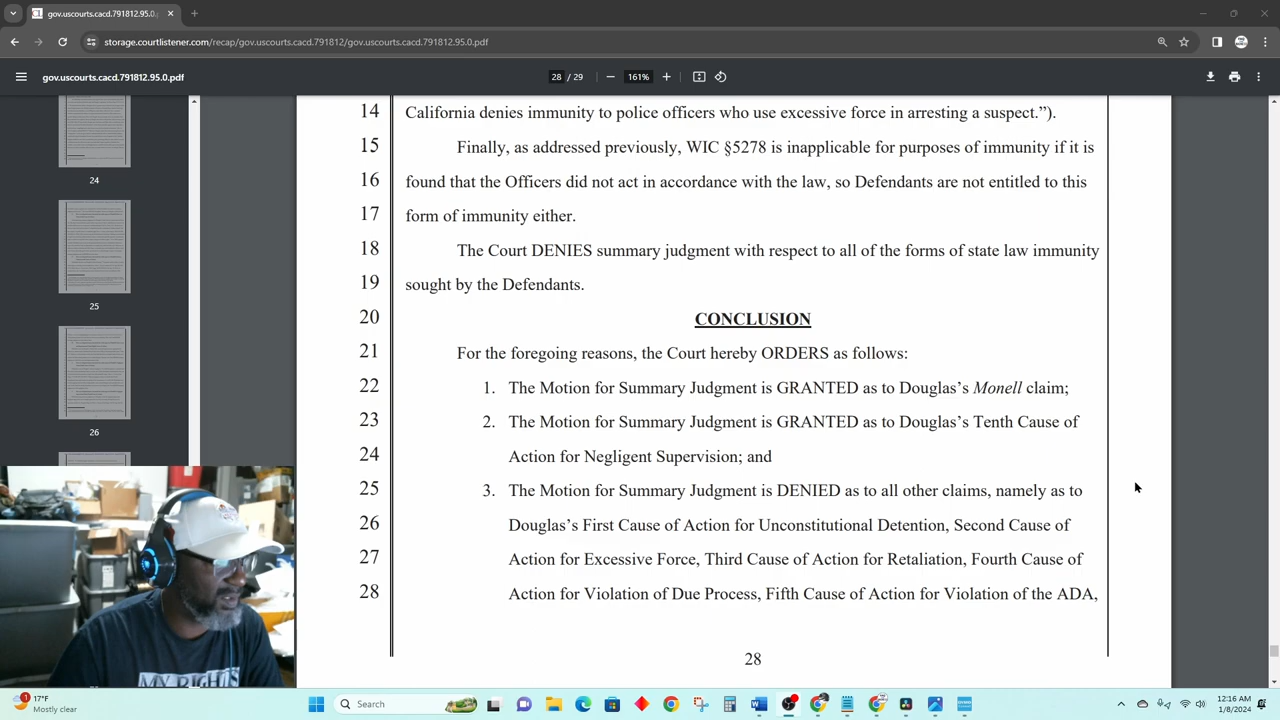 gov.uscourts.cacd.791812.95.0.p
storage.courtlistener.com/recap/gov.uscourts.cacd.791812/gov.uscourts.cacd.791812.95.0.pdf
gov.uscourts.cacd.791812.95.0.pdf
28 / 29
161%
24
25
26
14 California denies immunity to police officers who use excessive force in arresting a suspect.”).
15 Finally, as addressed previously, WIC §5278 is inapplicable for purposes of immunity if it is
16 found that the Officers did not act in accordance with the law, so Defendants are not entitled to this
17 form of immunity either.
18 The Court DENIES summary judgment with respect to all of the forms of state law immunity
19 sought by the Defendants.
20 CONCLUSION
21 For the foregoing reasons, the Court hereby ORDERS as follows:
22 1. The Motion for Summary Judgment is GRANTED as to Douglas’s Monell claim;
23 2. The Motion for Summary Judgment is GRANTED as to Douglas’s Tenth Cause of
24 Action for Negligent Supervision; and
25 3. The Motion for Summary Judgment is DENIED as to all other claims, namely as to
26 Douglas’s First Cause of Action for Unconstitutional Detention, Second Cause of
27 Action for Excessive Force, Third Cause of Action for Retaliation, Fourth Cause of
28 Action for Violation of Due Process, Fifth Cause of Action for Violation of the ADA,
28
MY RIGHTS
1
17°F
Mostly clear
Search
12:16 AM
1/8/2024